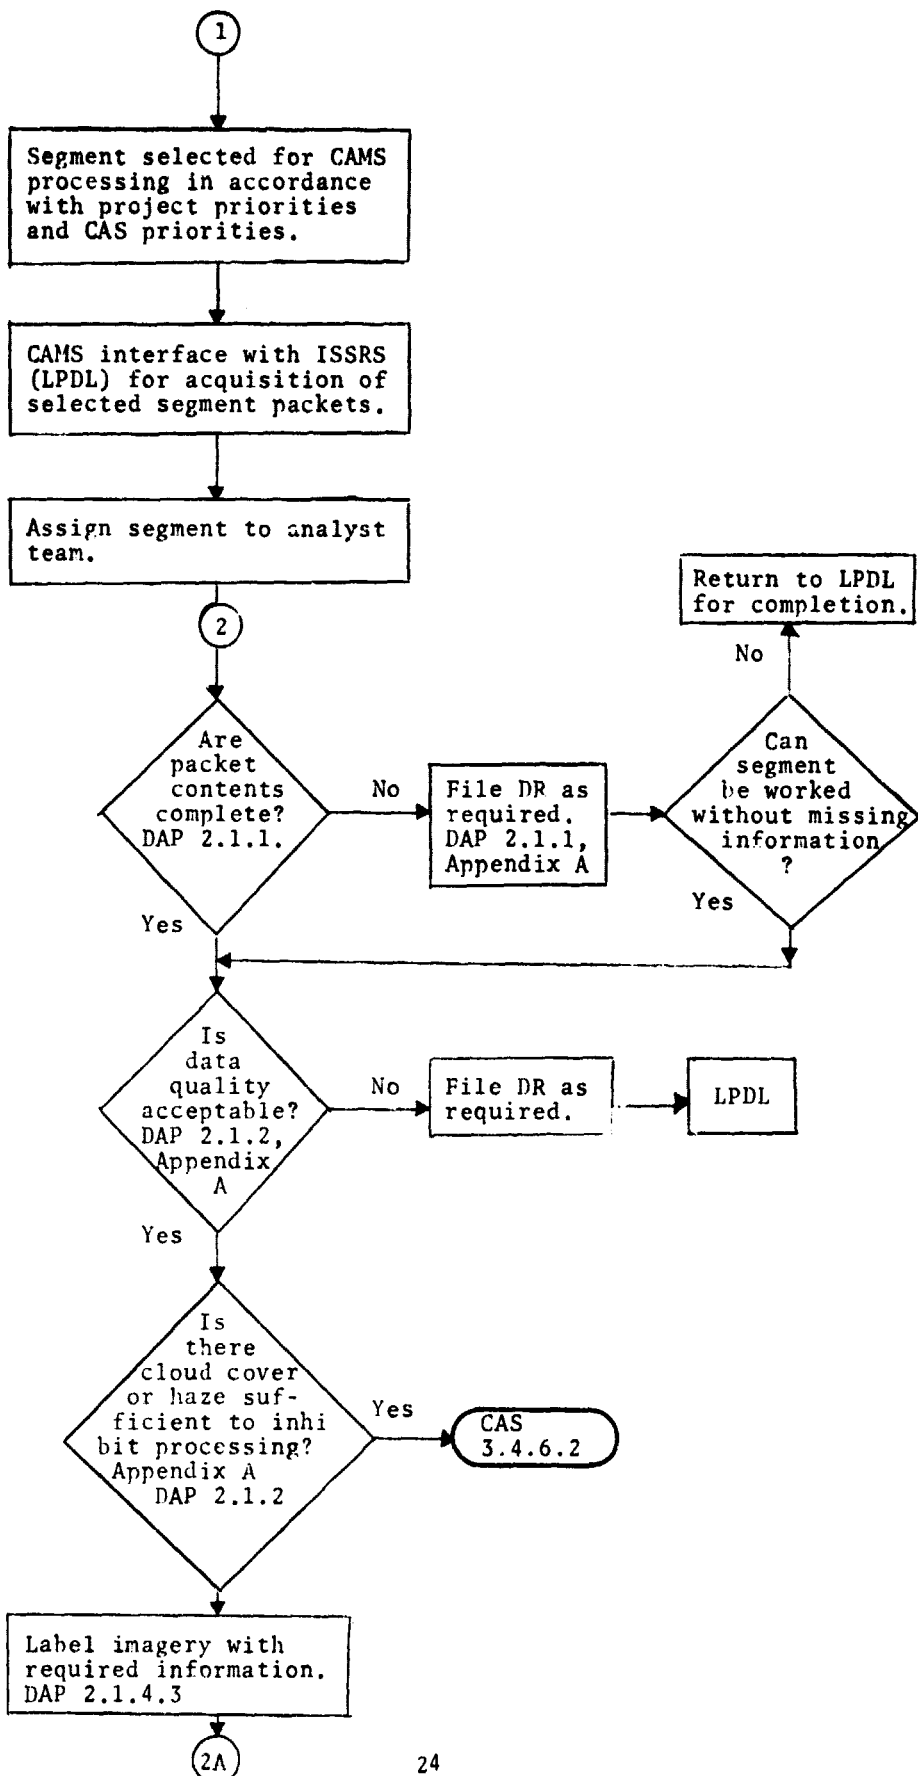 1
Segment selected for CAMS
processing in accordance
with project priorities
and CAS priorities.
CAMS interface with ISSRS
(LPDL) for acquisition of
selected segment packets.
Assign segment to analyst
team.
Return to LPDL
for completion.
2
No
Are
packet
contents
complete?
DAP 2.1.1.
No
File DR as
required.
DAP 2.1.1,
Appendix A
Can
segment
be worked
without missing
information
?
Yes
Yes
Is
data
quality
acceptable?
DAP 2.1.2,
Appendix
A
No
File DR as
required.
LPDL
Yes
Is
there
cloud cover
or haze suf-
ficient to inhi
bit processing?
Appendix A
DAP 2.1.2
Yes
CAS
3.4.6.2
Label imagery with
required information.
DAP 2.1.4.3
2A
24